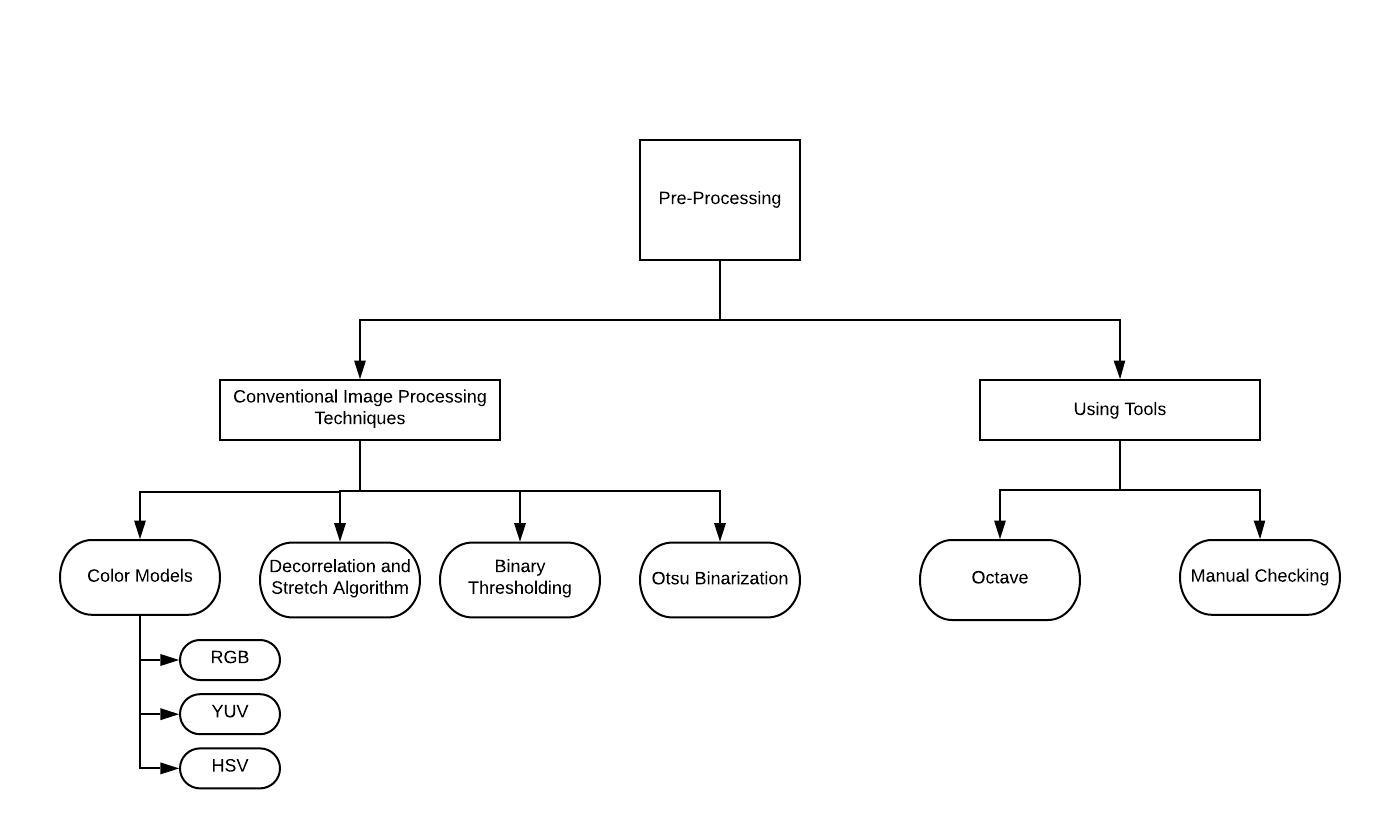 Pre-Processing
Conventional Image Processing
Techniques
Using Tools
Color Models
Decorrelation and
Stretch Algorithm
Binary
Thresholding
Otsu Binarization
Octave
Manual Checking
RGB
YUV
HSV